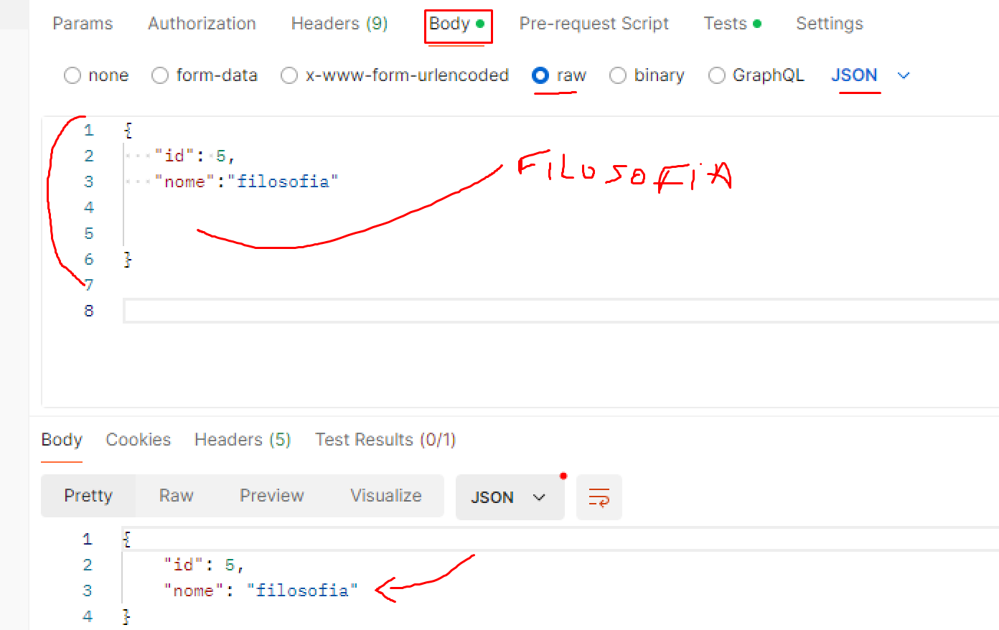 Params Authorization Headers (9) Body Pre-request Script Tests Settings
none form-data x-www-form-urlencoded raw binary GraphQL JSON
1 {
2 "id": 5,
3 "nome":"filosofia"
FILOSOFIA
4
5
6 }
7
8
Body Cookies Headers (5) Test Results (0/1)
Pretty Raw Preview Visualize JSON
1 {
2 "id": 5,
3 "nome": "filosofia"
4 }